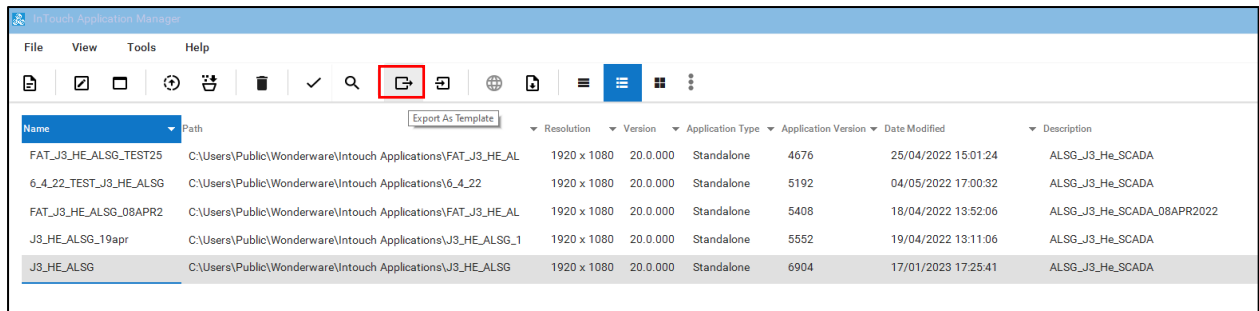 InTouch Application Manager
File View Tools Help
Export As Template
Name Path Resolution Version Application Type Application Version Date Modified Description
FAT_J3_HE_ALSG_TEST25 C:\Users\Public\Wonderware\Intouch Applications\FAT_J3_HE_AL 1920 x 1080 20.0.000 Standalone 4676 25/04/2022 15:01:24 ALSG_J3_He_SCADA
6_4_22_TEST_J3_HE_ALSG C:\Users\Public\Wonderware\Intouch Applications\6_4_22 1920 x 1080 20.0.000 Standalone 5192 04/05/2022 17:00:32 ALSG_J3_He_SCADA
FAT_J3_HE_ALSG_08APR2 C:\Users\Public\Wonderware\Intouch Applications\FAT_J3_HE_AL 1920 x 1080 20.0.000 Standalone 5408 18/04/2022 13:52:06 ALSG_J3_He_SCADA_08APR2022
J3_HE_ALSG_19apr C:\Users\Public\Wonderware\Intouch Applications\J3_HE_ALSG_1 1920 x 1080 20.0.000 Standalone 5552 19/04/2022 13:11:06 ALSG_J3_He_SCADA
J3_HE_ALSG C:\Users\Public\Wonderware\Intouch Applications\J3_HE_ALSG 1920 x 1080 20.0.000 Standalone 6904 17/01/2023 17:25:41 ALSG_J3_He_SCADA